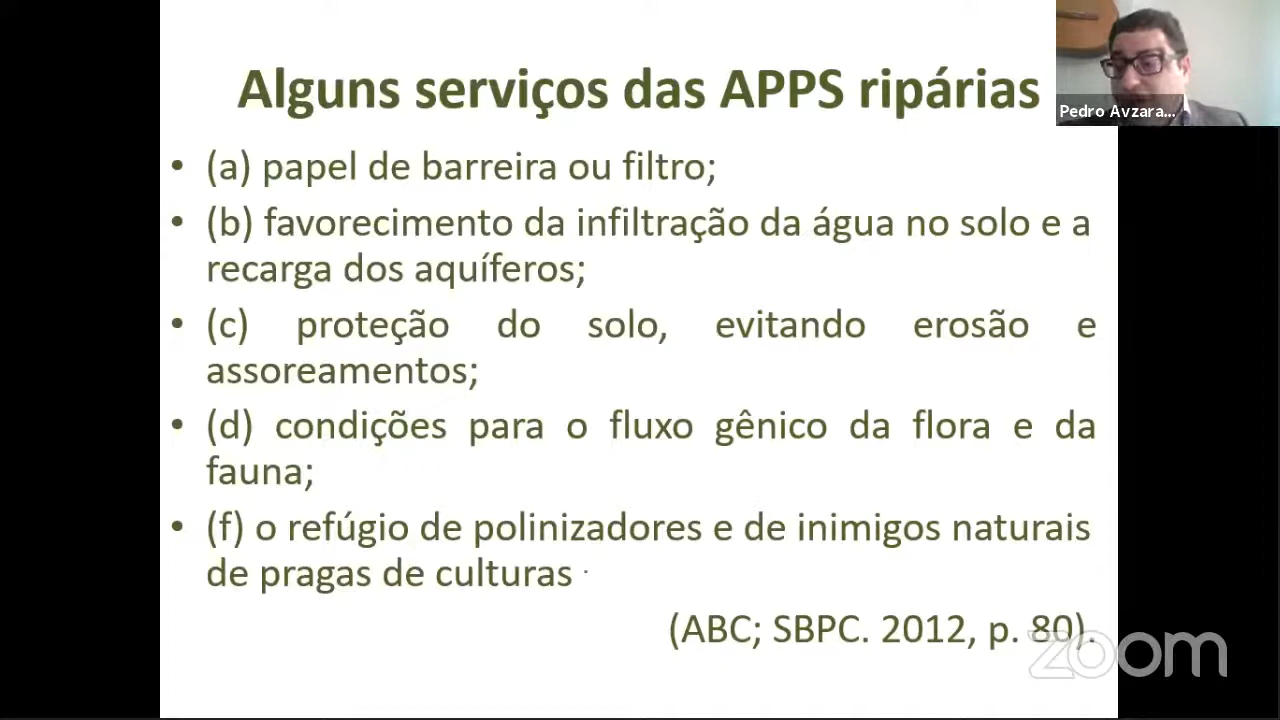 Alguns serviços das APPS ripárias
Pedro Avzara...
• (a) papel de barreira ou filtro;
• (b) favorecimento da infiltração da água no solo e a
recarga dos aquíferos;
• (c) proteção do solo, evitando erosão e
assoreamentos;
• (d) condições para o fluxo gênico da flora e da
fauna;
• (f) o refúgio de polinizadores e de inimigos naturais
de pragas de culturas
(ABC; SBPC. 2012, p. 80).
zoom